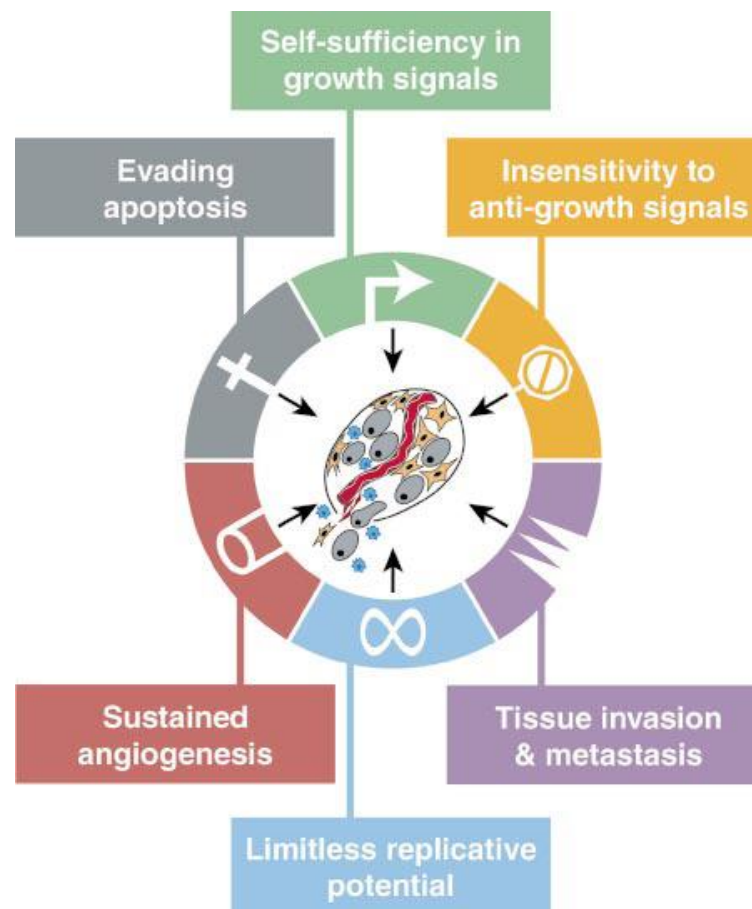 Self-sufficiency in
growth signals
Evading
apoptosis
Insensitivity to
anti-growth signals
Sustained
angiogenesis
Tissue invasion
& metastasis
Limitless replicative
potential